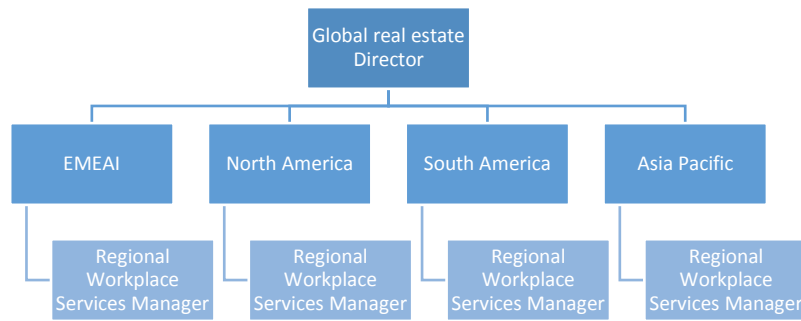 Global real estate
Director
EMEAI
North America
South America
Asia Pacific
Regional
Workplace
Services Manager
Regional
Workplace
Services Manager
Regional
Workplace
Services Manager
Regional
Workplace
Services Manager